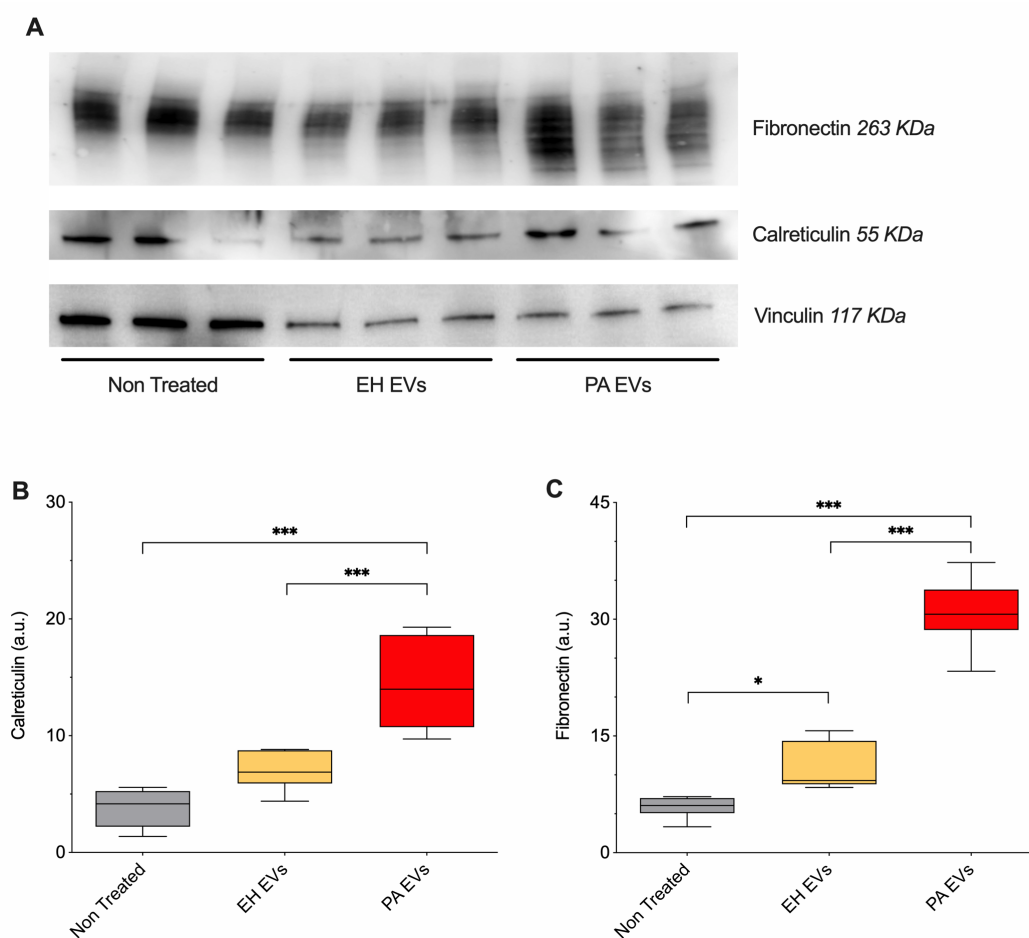 A
Fibronectin 263 KDa
Calreticulin 55 KDa
Vinculin 117 KDa
Non Treated
EH EVs
PA EVs
B
30
20
10
0
Calreticulin (a.u.)
***
***
Non Treated
EH EVs
PA EVs
C
45
30
15
0
Fibronectin (a.u.)
***
***
*
Non Treated
EH EVs
PA EVs